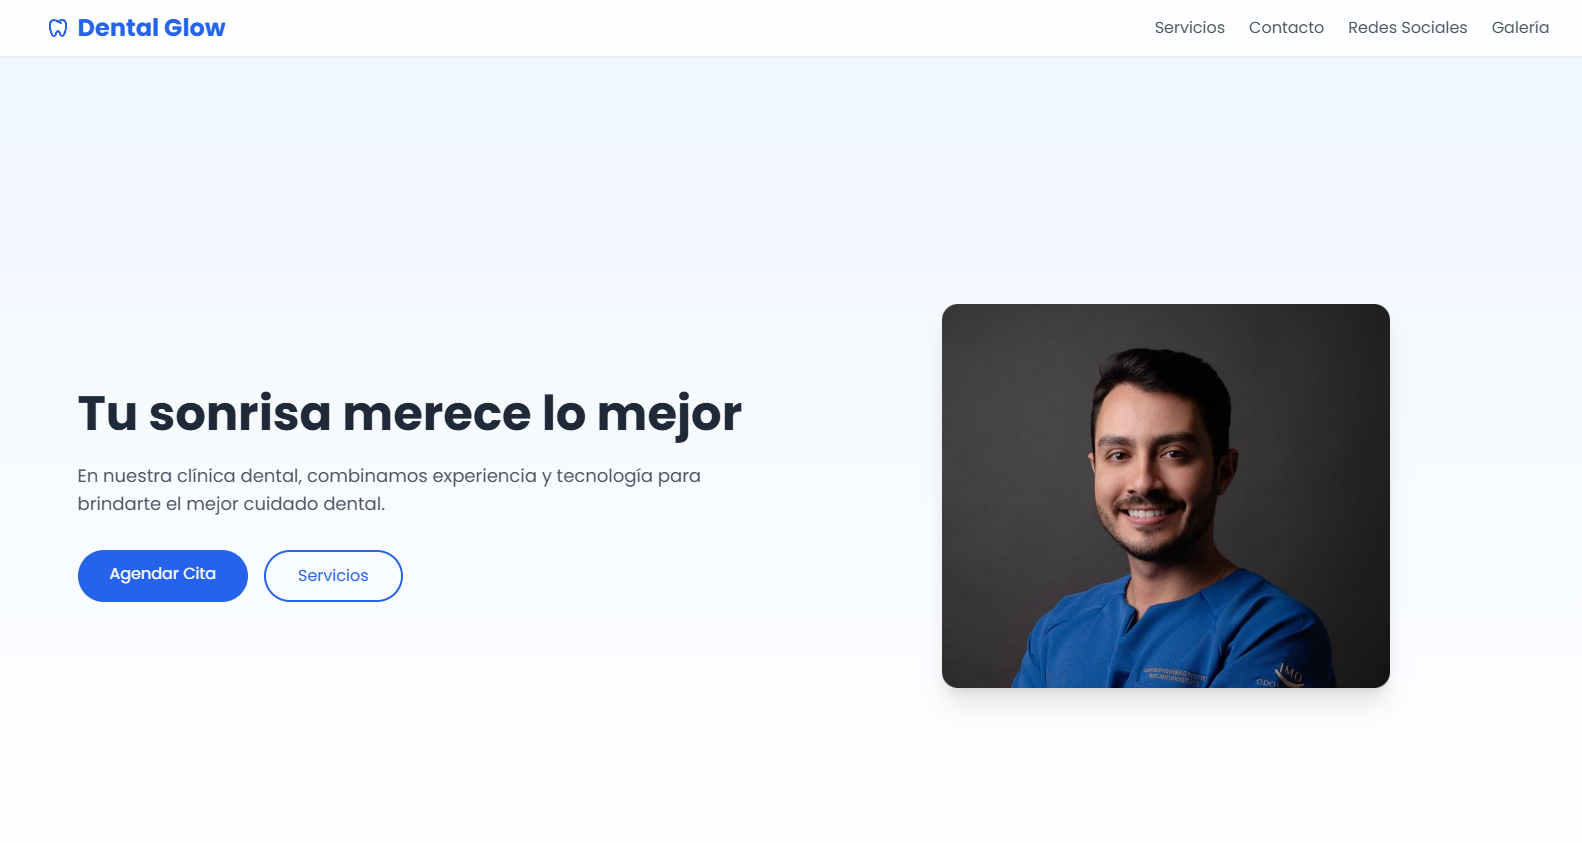 Dental Glow
Servicios
Contacto
Redes Sociales
Galería
Tu sonrisa merece lo mejor
En nuestra clínica dental, combinamos experiencia y tecnología para
brindarte el mejor cuidado dental.
Agendar Cita
Servicios
IMO